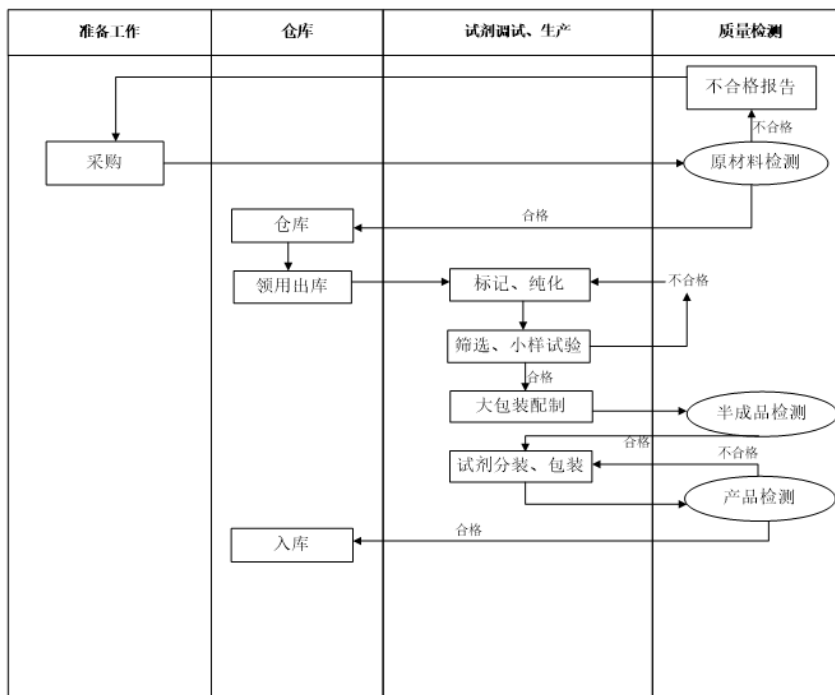 准备工作
仓库
试剂调试、生产
质量检测
不合格报告
不合格
采购
原材料检测
合格
仓库
领用出库
标记、纯化
不合格
筛选、小样试验
合格
大包装配制
半成品检测
合格
不合格
试剂分装、包装
产品检测
合格
入库